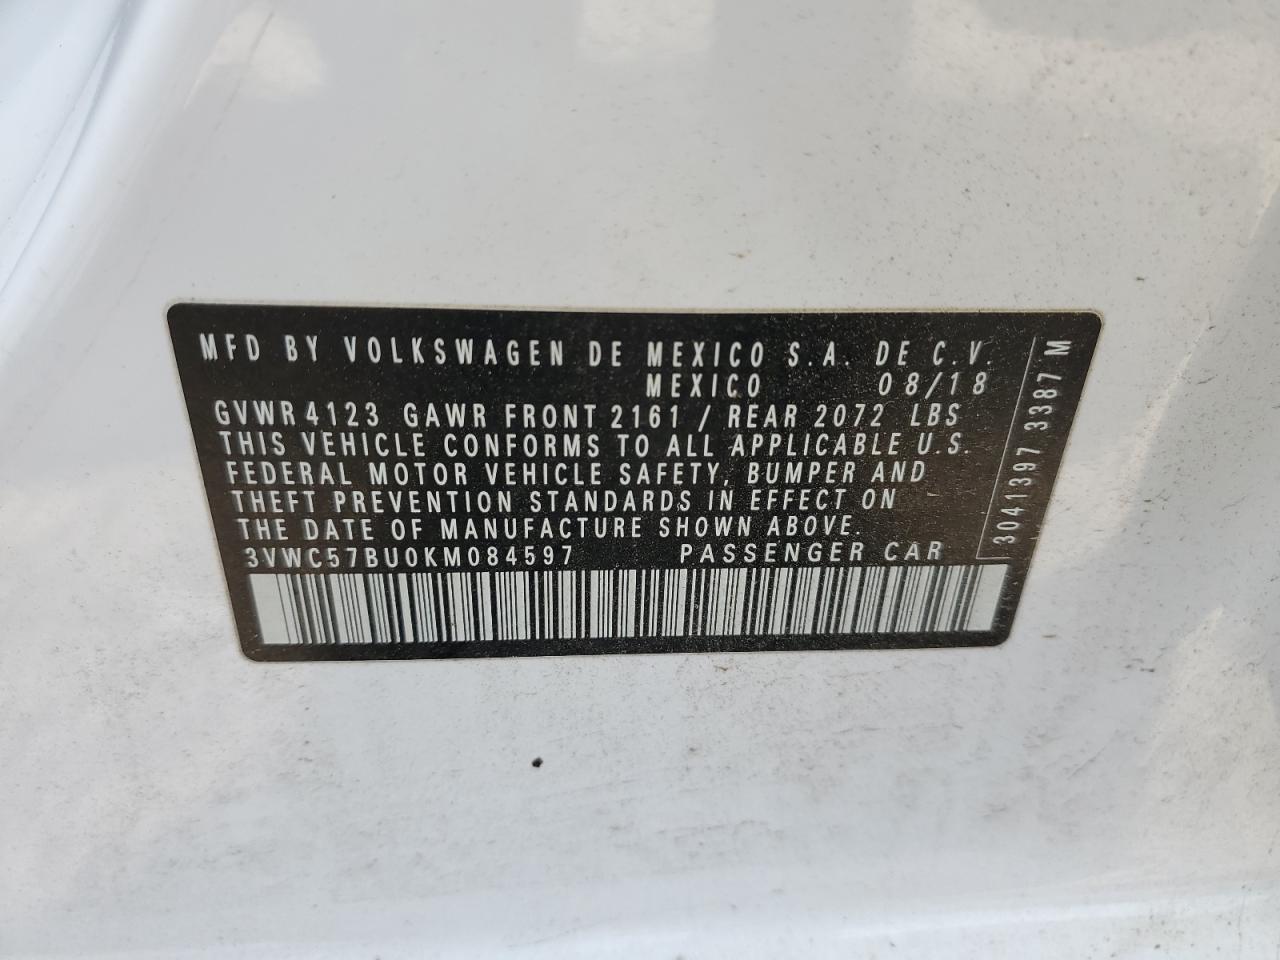 MFD BY VOLKSWAGEN DE MEXICO S.A. DE C.V.
MEXICO 08/18
GVWR 4123 GAWR FRONT 2161 / REAR 2072 LBS
THIS VEHICLE CONFORMS TO ALL APPLICABLE U.S.
FEDERAL MOTOR VEHICLE SAFETY, BUMPER AND
THEFT PREVENTION STANDARDS IN EFFECT ON
THE DATE OF MANUFACTURE SHOWN ABOVE.
3VWC57BU0KM084597 PASSENGER CAR
3041397 3387 M